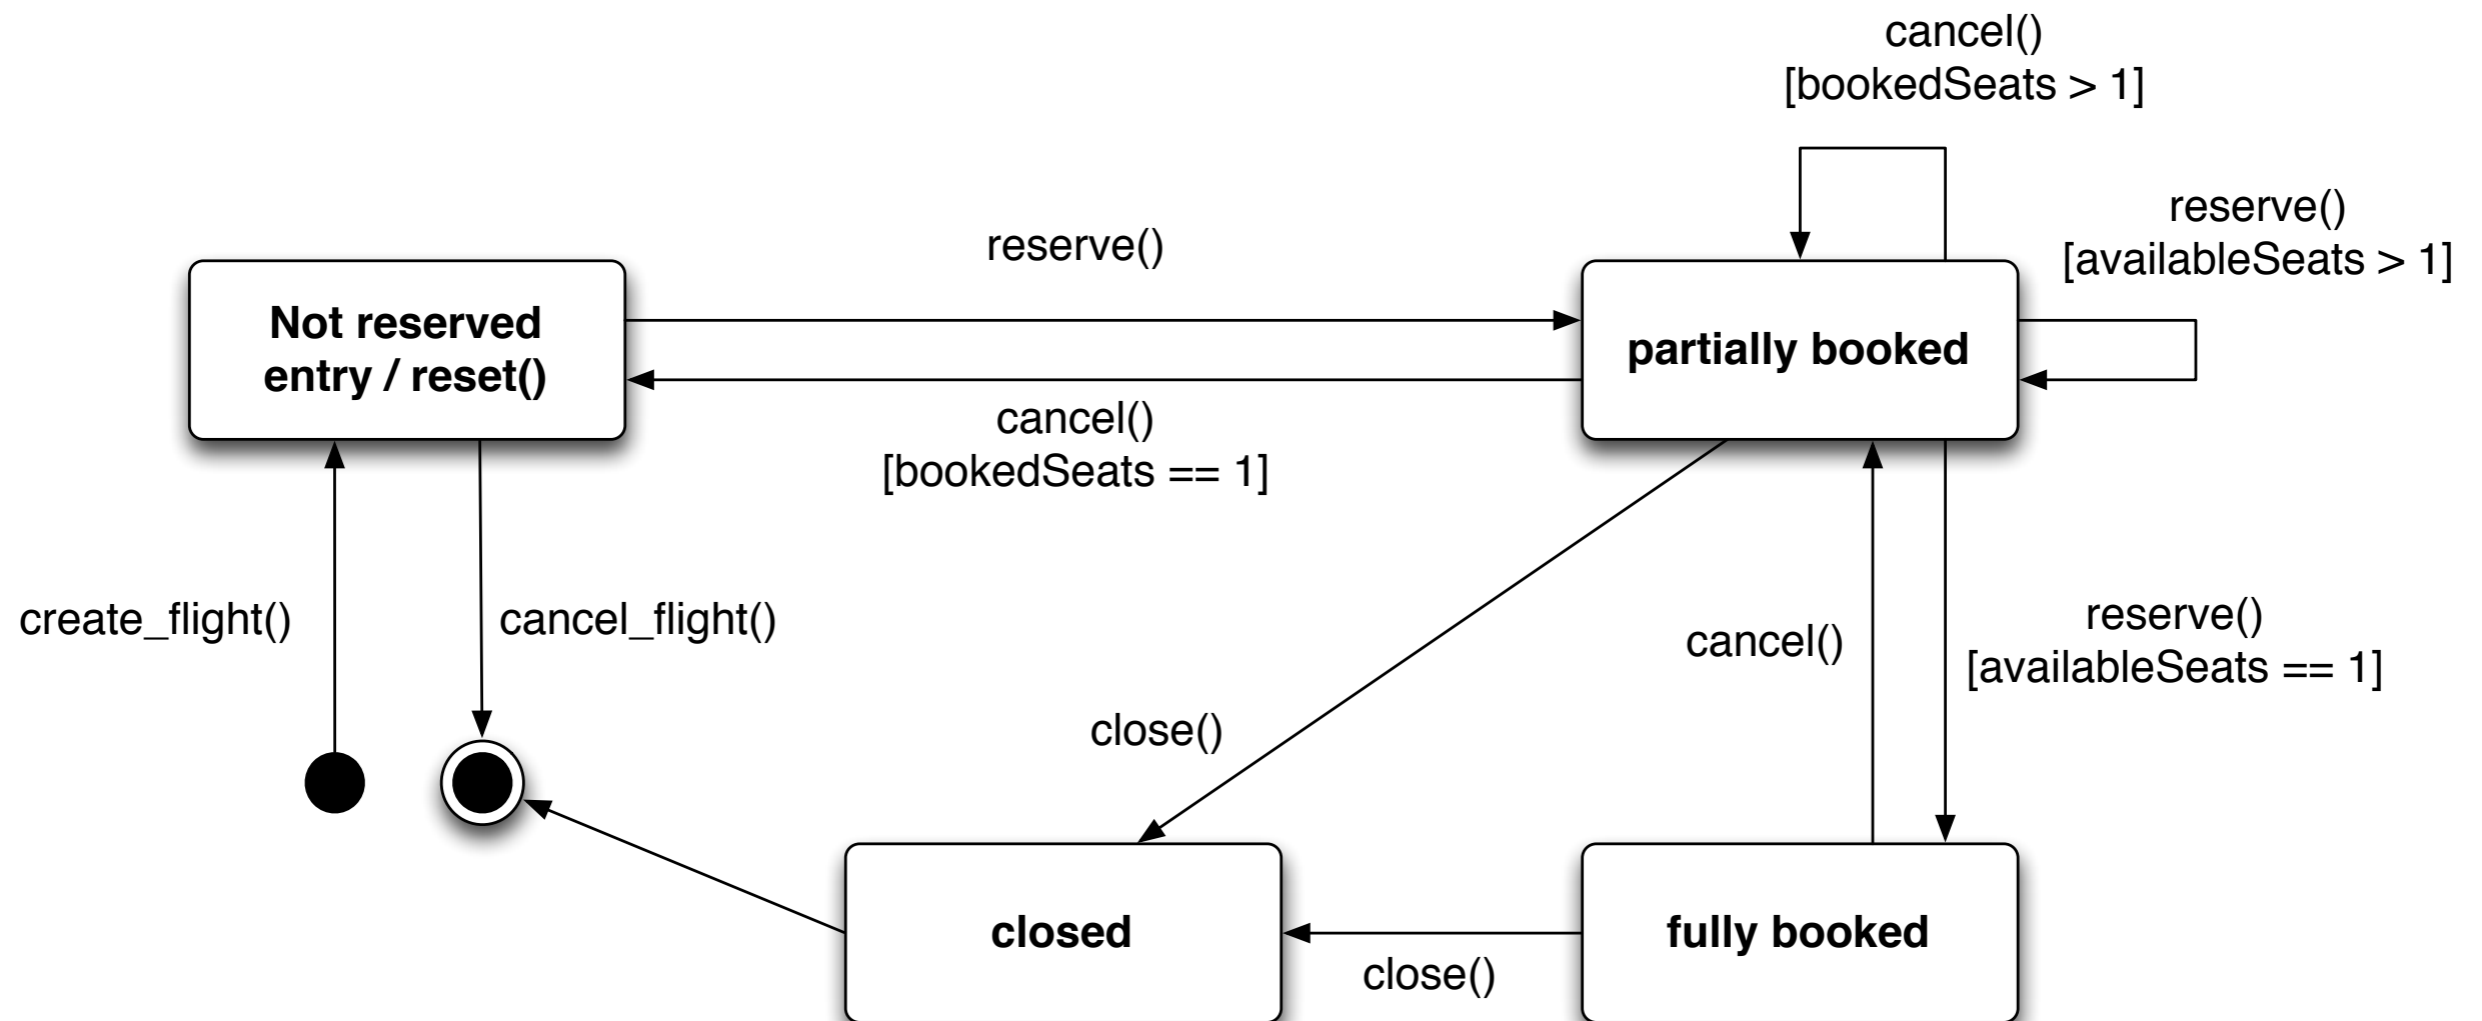 cancel()
[bookedSeats > 1]
reserve()
[availableSeats > 1]
reserve()
Not reserved
entry / reset()
partially booked
cancel()
[bookedSeats == 1]
create_flight()
cancel_flight()
cancel()
reserve()
[availableSeats == 1]
close()
closed
fully booked
close()